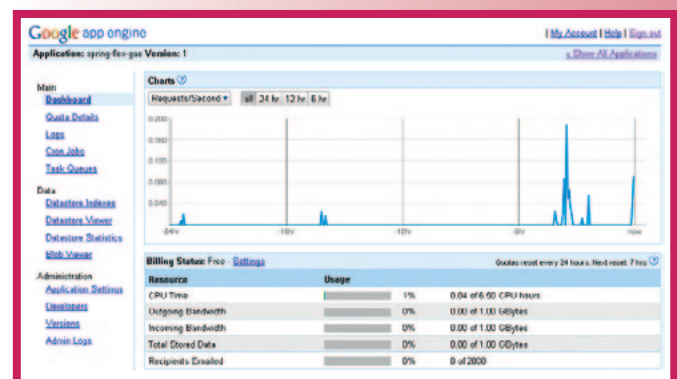 Google app engine
| My Account | Help | Sign out
Application: spring-flex-gae Version: 1
« Show All Applications
Main
Dashboard
Quota Details
Logs
Cron Jobs
Task Queues
Data
Datastore Indexes
Datastore Viewer
Datastore Statistics
Blob Viewer
Administration
Application Settings
Developers
Versions
Admin Logs
Charts
Requests/Second all 24 hr 12 hr 6 hr
0.200
0.160
0.120
0.080
0.040
-24hr -18hr -12hr -6hr now
Billing Status: Free - Settings
Quotas reset every 24 hours. Next reset: 7 hrs
Resource Usage
CPU Time 1% 0.04 of 6.50 CPU hours
Outgoing Bandwidth 0% 0.00 of 1.00 GBytes
Incoming Bandwidth 0% 0.00 of 1.00 GBytes
Total Stored Data 0% 0.00 of 1.00 GBytes
Recipients Emailed 0% 0 of 2000